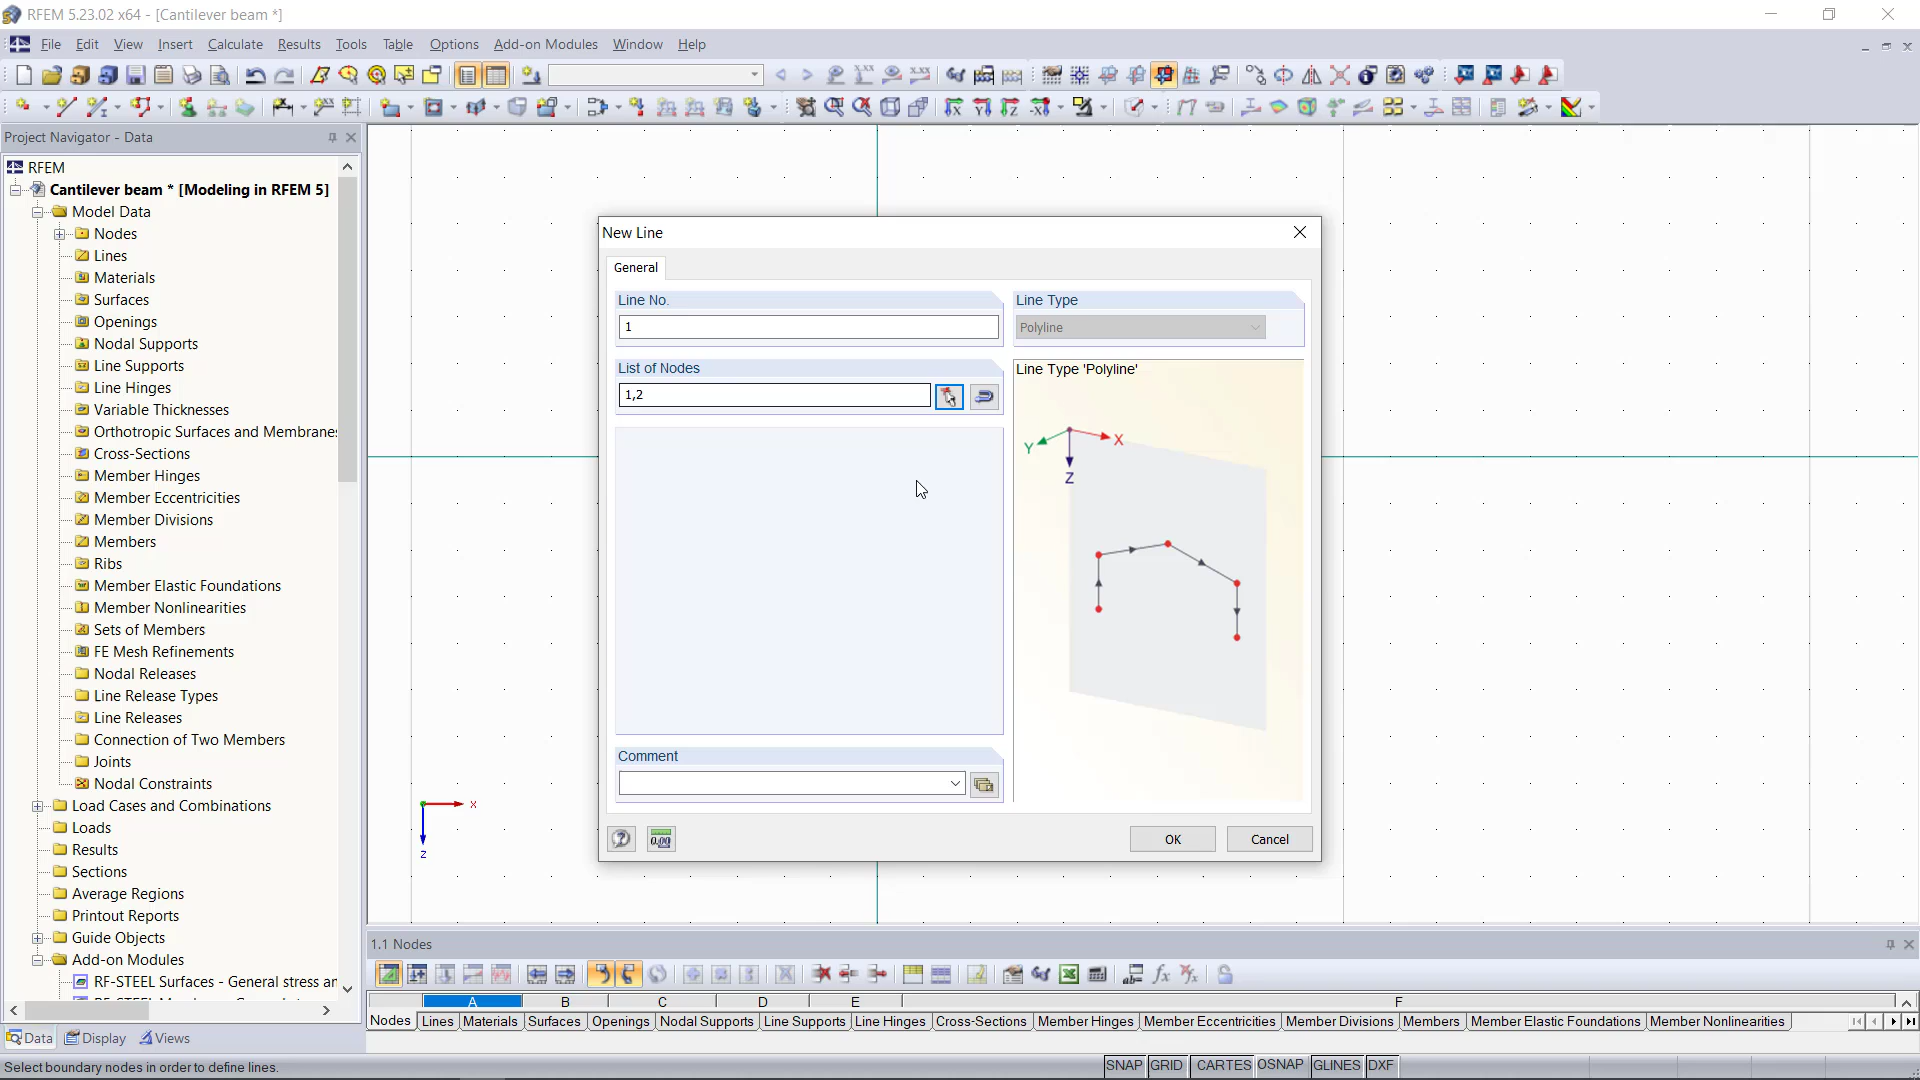 RFEM 5.23.02 x64 - [Cantilever beam *]
File Edit View Insert Calculate Results Tools Table Options Add-on Modules Window Help
Project Navigator - Data
RFEM
Cantilever beam * [Modeling in RFEM 5]
Model Data
Nodes
Lines
Materials
Surfaces
Openings
Nodal Supports
Line Supports
Line Hinges
Variable Thicknesses
Orthotropic Surfaces and Membranes
Cross-Sections
Member Hinges
Member Eccentricities
Member Divisions
Members
Ribs
Member Elastic Foundations
Member Nonlinearities
Sets of Members
FE Mesh Refinements
Nodal Releases
Line Release Types
Line Releases
Connection of Two Members
Joints
Nodal Constraints
Load Cases and Combinations
Loads
Results
Sections
Average Regions
Printout Reports
Guide Objects
Add-on Modules
RF-STEEL Surfaces - General stress an
Data Display Views
Select boundary nodes in order to define lines.
New Line
General
Line No.
1
List of Nodes
1,2
Comment
Line Type
Polyline
Line Type 'Polyline'
Y
X
Z
0.00
OK Cancel
x
z
1.1 Nodes
A B C D E F
Nodes Lines Materials Surfaces Openings Nodal Supports Line Supports Line Hinges Cross-Sections Member Hinges Member Eccentricities Member Divisions Members Member Elastic Foundations Member Nonlinearities
SNAP GRID CARTES OSNAP GLINES DXF